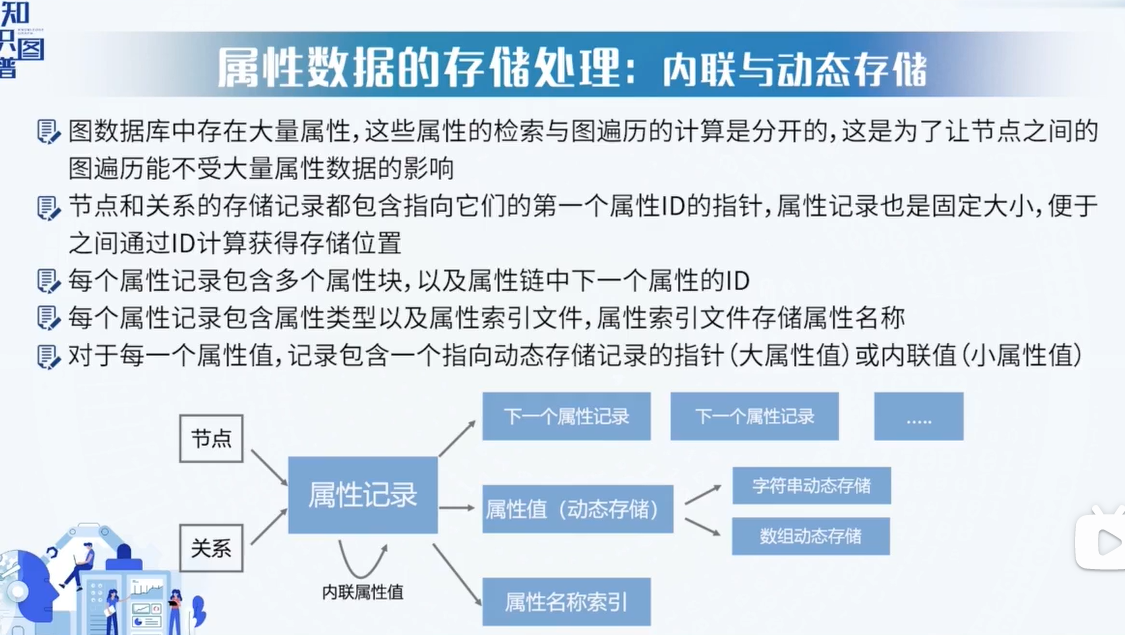 知
识图
谱
属性数据的存储处理：内联与动态存储
图数据库中存在大量属性，这些属性的检索与图遍历的计算是分开的，这是为了让节点之间的
图遍历能不受大量属性数据的影响
节点和关系的存储记录都包含指向它们的第一个属性ID的指针，属性记录也是固定大小，便于
之间通过ID计算获得存储位置
每个属性记录包含多个属性块，以及属性链中下一个属性的ID
每个属性记录包含属性类型以及属性索引文件，属性索引文件存储属性名称
对于每一个属性值，记录包含一个指向动态存储记录的指针（大属性值）或内联值（小属性值）
下一个属性记录
下一个属性记录
.....
节点
属性记录
字符串动态存储
属性值（动态存储）
数组动态存储
关系
内联属性值
属性名称索引